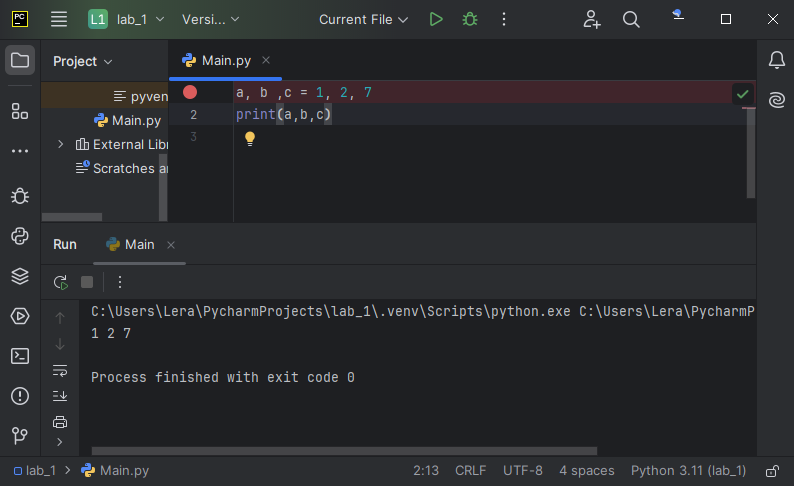 PC L1 lab_1 Versi... Current File
Project
Main.py
pyven
Main.py
External Libr
Scratches a
1 a, b ,c = 1, 2, 7
2 print(a,b,c)
3
Run Main
C:\Users\Lera\PycharmProjects\lab_1\.venv\Scripts\python.exe C:\Users\Lera\PycharmP
1 2 7
Process finished with exit code 0
lab_1 > Main.py 2:13 CRLF UTF-8 4 spaces Python 3.11 (lab_1)